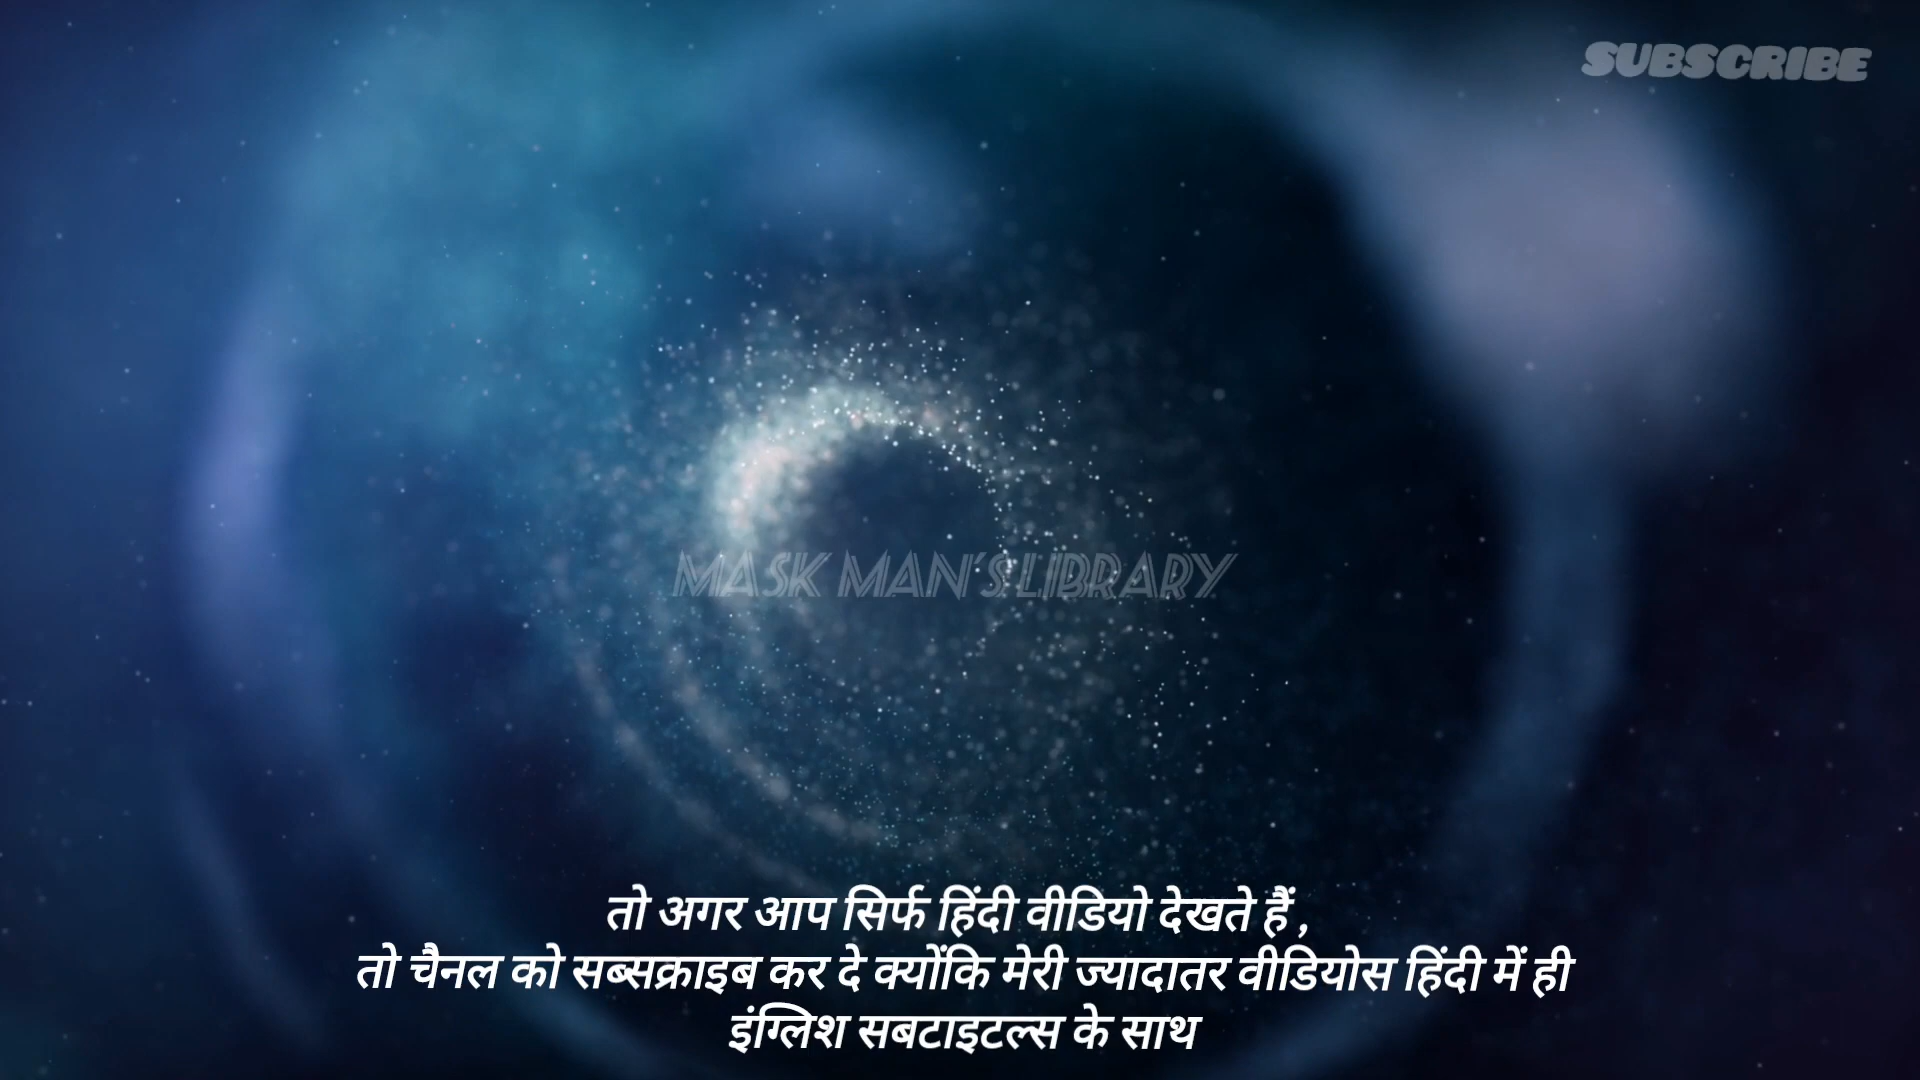 SUBSCRIBE
MASK MAN'S LIBRARY
तो अगर आप सिर्फ हिंदी वीडियो देखते हैं ,
तो चैनल को सब्सक्राइब कर दे क्योंकि मेरी ज्यादातर वीडियोस हिंदी में ही
इंग्लिश सबटाइटल्स के साथ